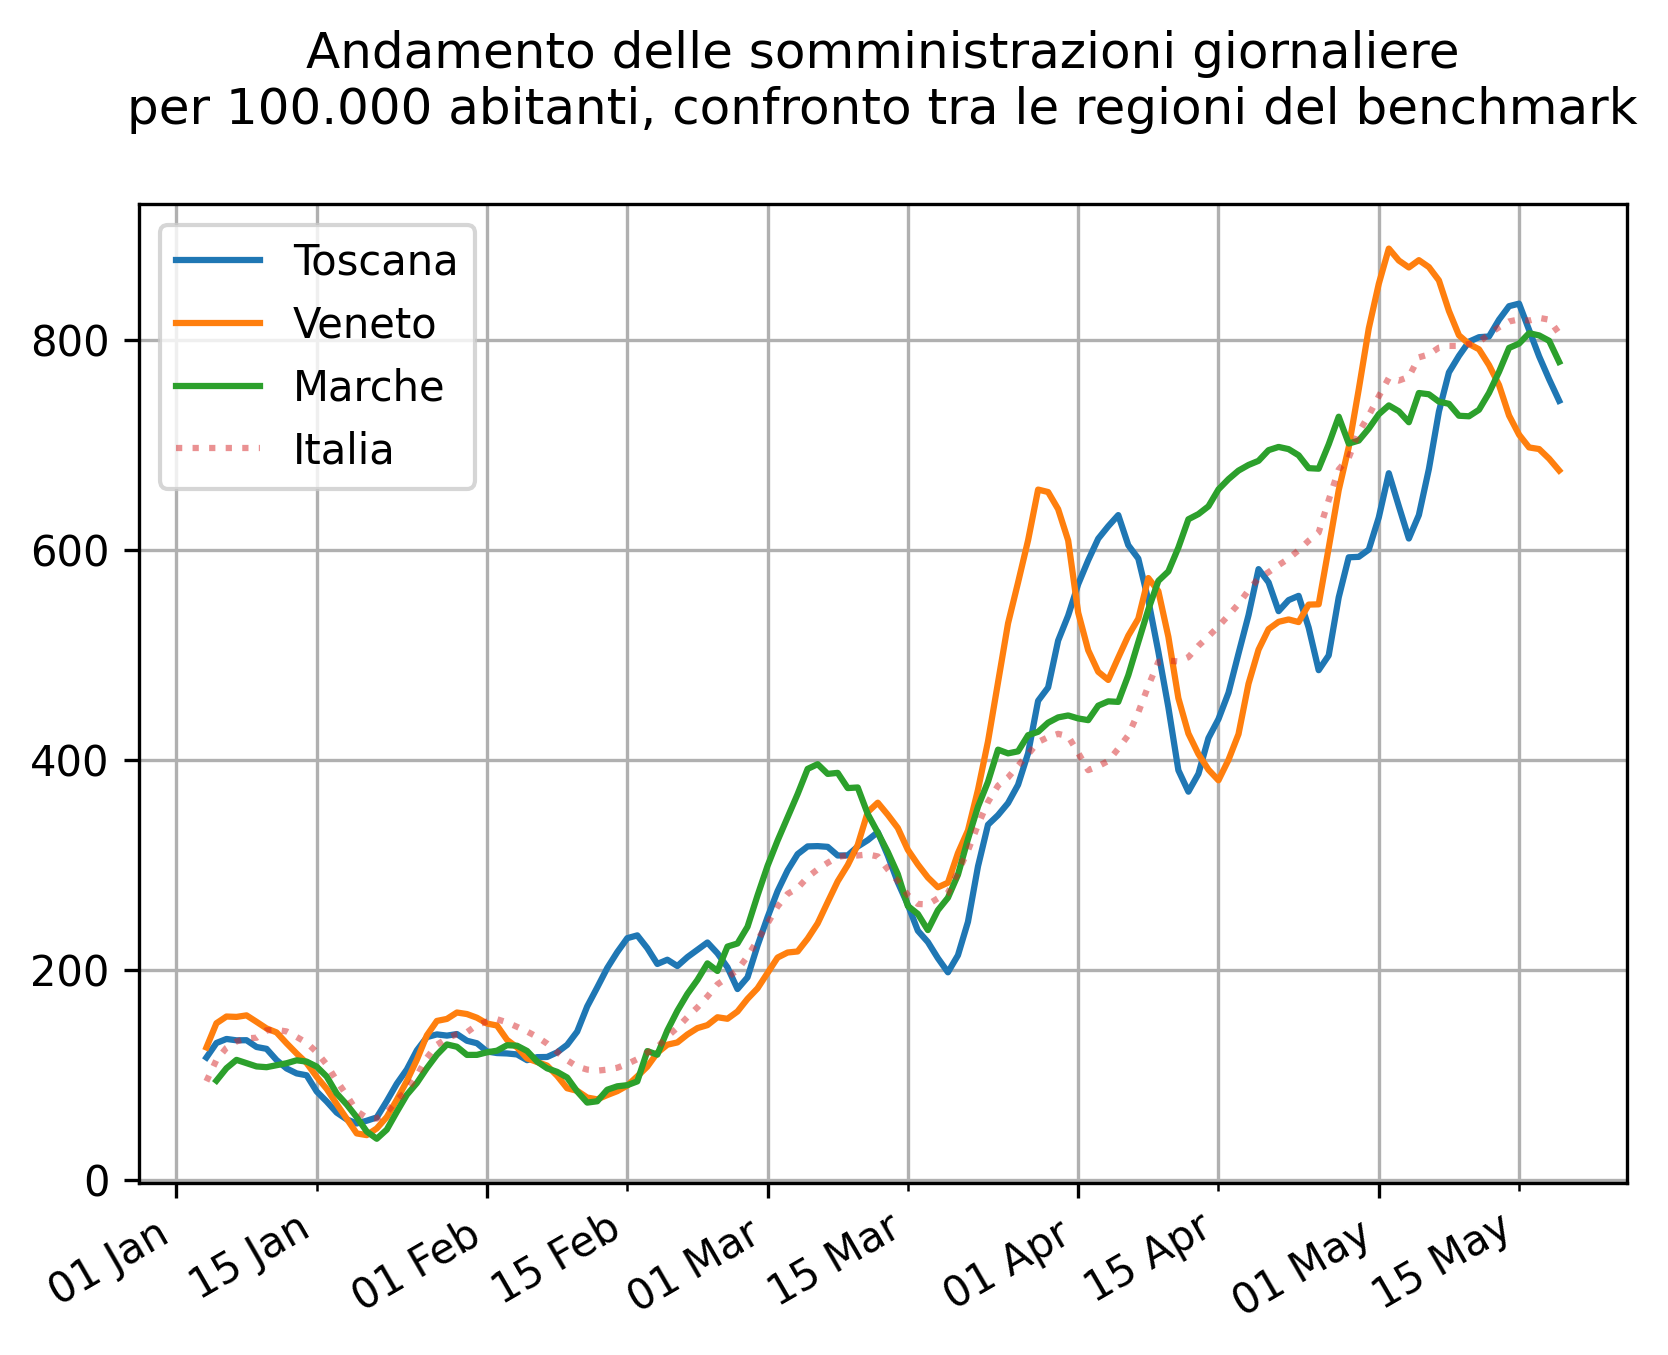 Andamento delle somministrazioni giornaliere
per 100.000 abitanti, confronto tra le regioni del benchmark
Toscana
Veneto
Marche
Italia
800
600
400
200
0
01 Jan
15 Jan
01 Feb
15 Feb
01 Mar
15 Mar
01 Apr
15 Apr
01 May
15 May